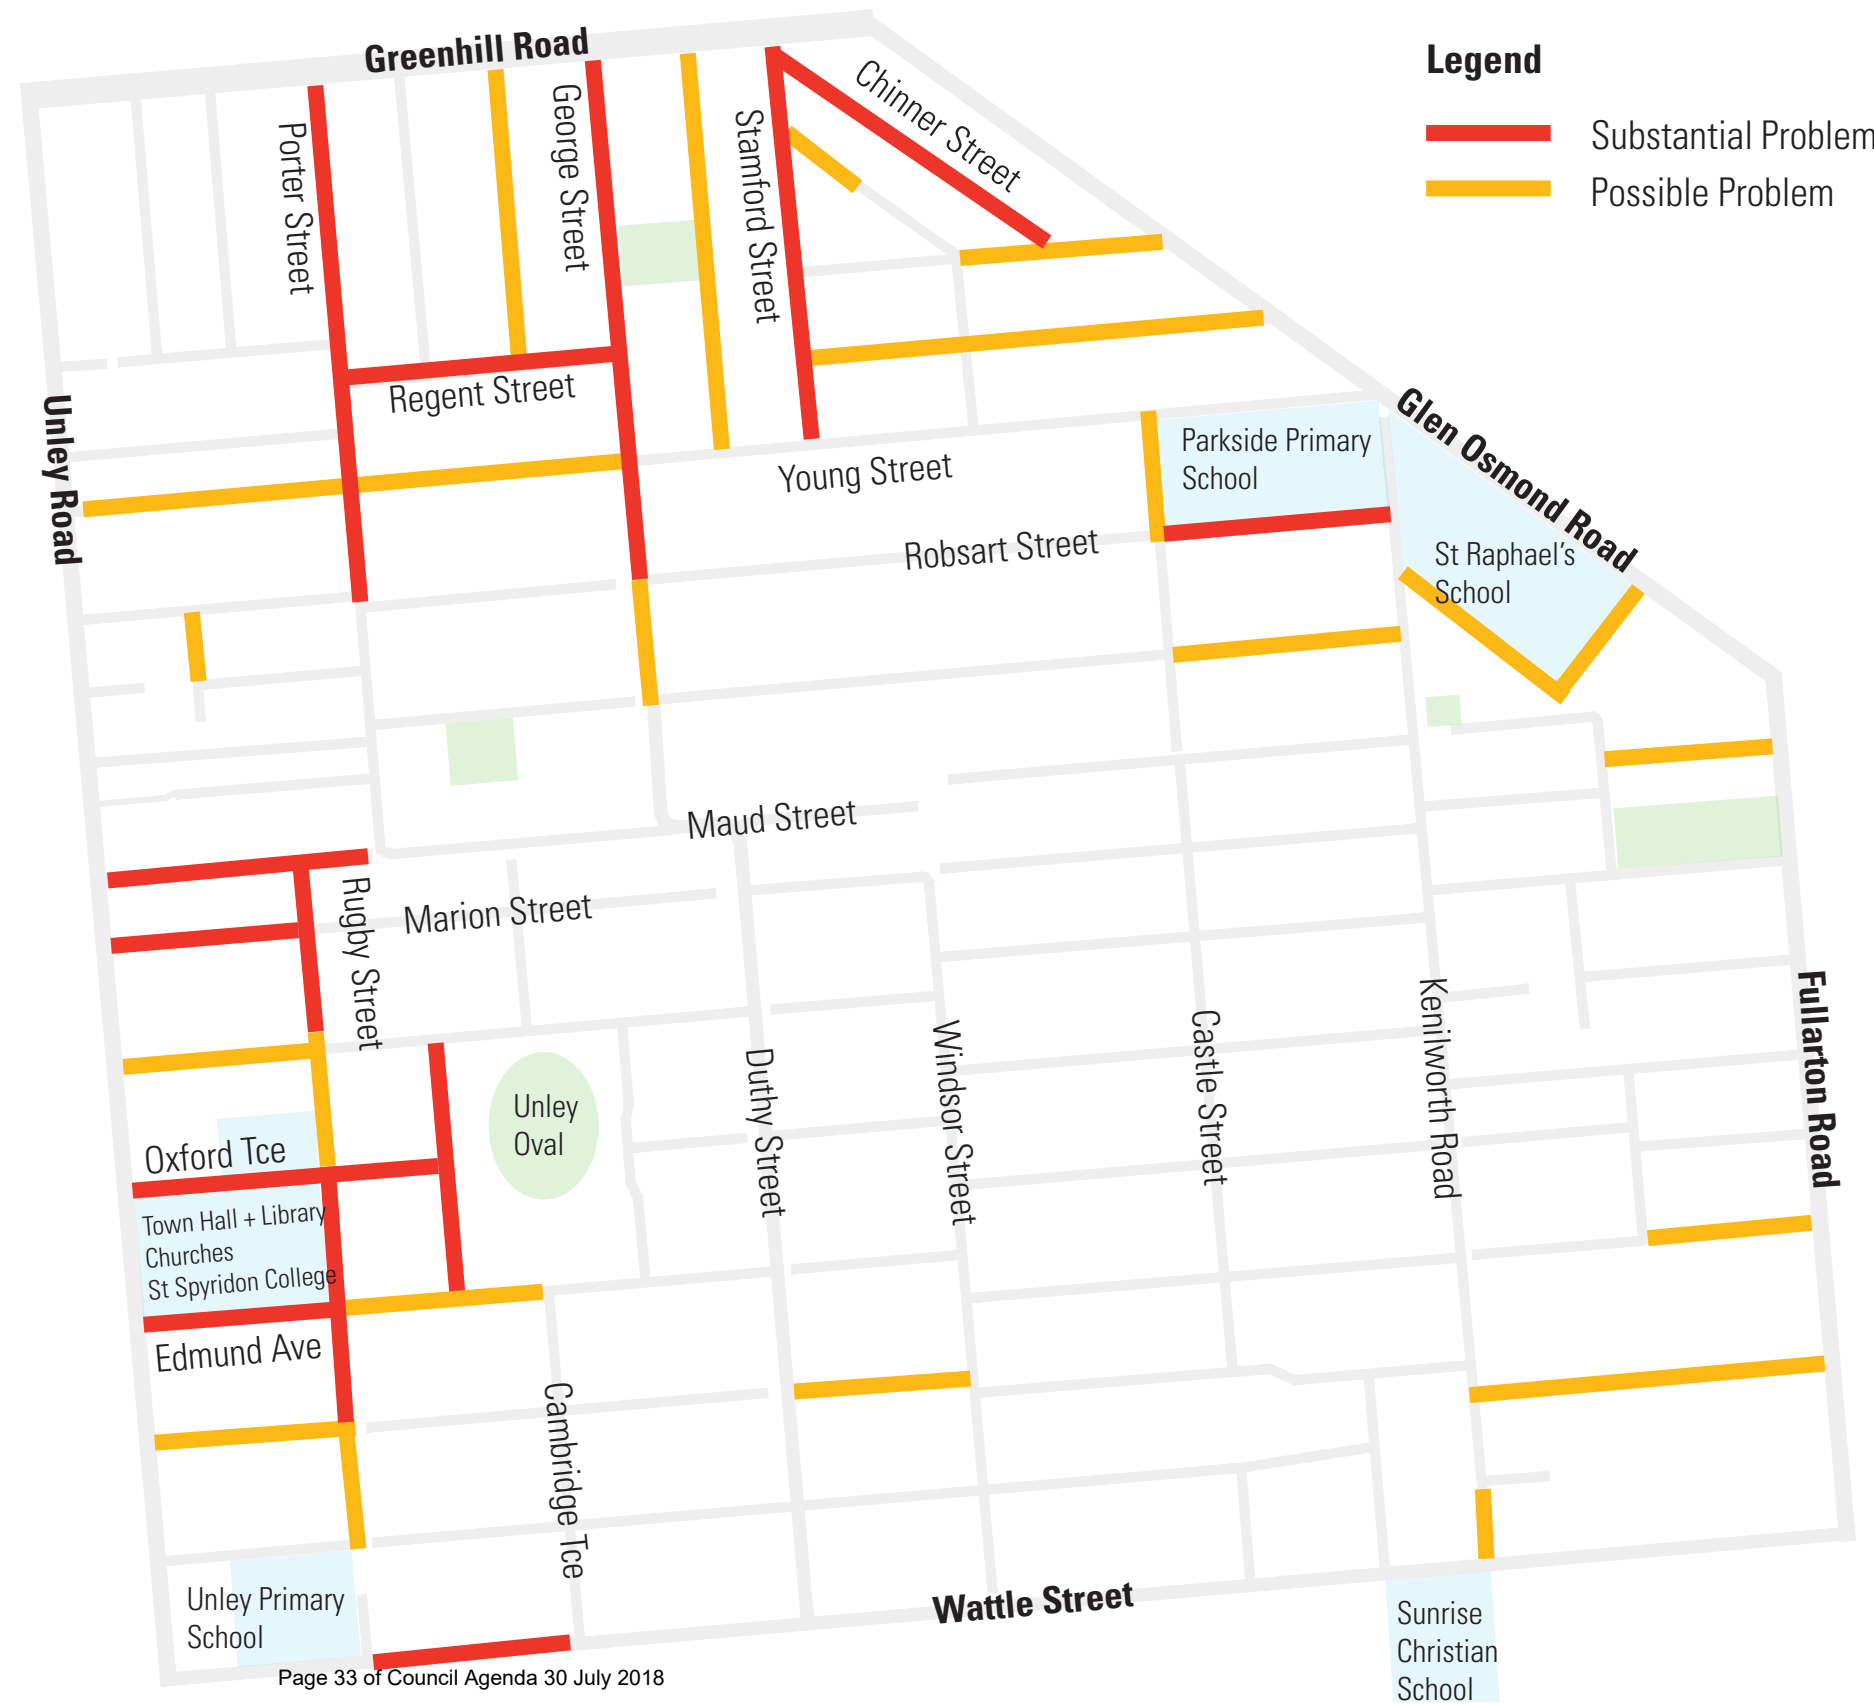 Greenhill Road
Legend
Substantial Problem
Possible Problem
Chinner Street
George Street
Porter Street
Stamford Street
Regent Street
Unley Road
Glen Osmond Road
Parkside Primary
School
Young Street
Robsart Street
St Raphael's
School
Maud Street
Rugby Street
Marion Street
Fullarton Road
Kenilworth Road
Castle Street
Windsor Street
Duthy Street
Unley
Oval
Oxford Tce
Town Hall + Library
Churches
St Spyridon College
Edmund Ave
Cambridge Tce
Unley Primary
School
Wattle Street
Sunrise
Christian
School
Page 33 of Council Agenda 30 July 2018